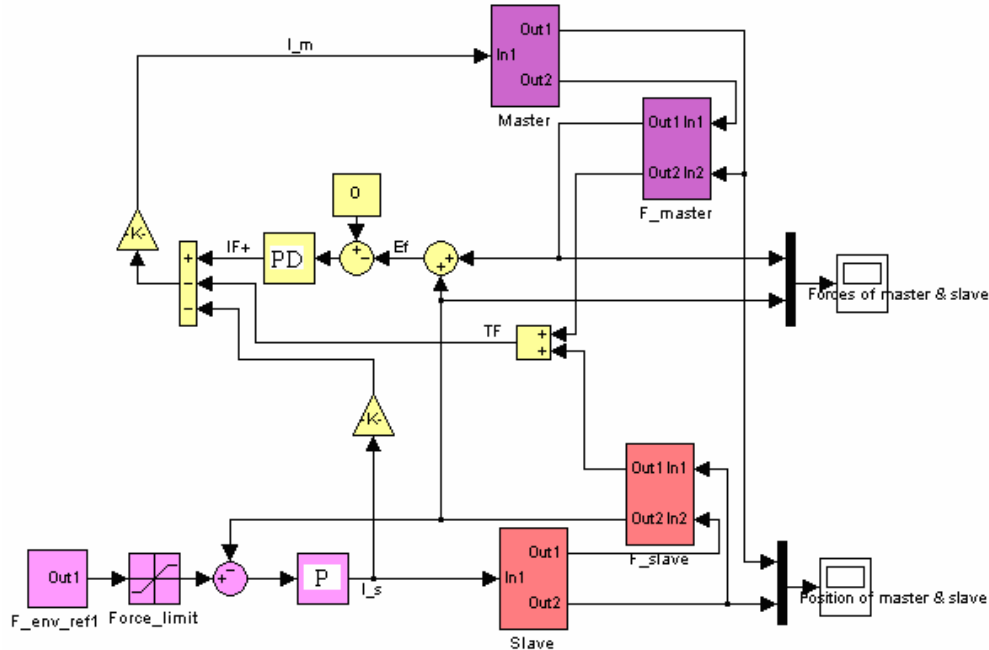 I_m
Out1
In1
Out2
Master
Out1 In1
Out2 In2
F_master
0
-K-
IF+
+
-
-
PD
+
-
Ef
+
+
Forces of master & slave
TF
+
+
-K-
Out1 In1
Out2 In2
F_slave
Out1
F_env_ref1
Force_limit
+
-
P
I_s
Out1
In1
Out2
Slave
Position of master & slave